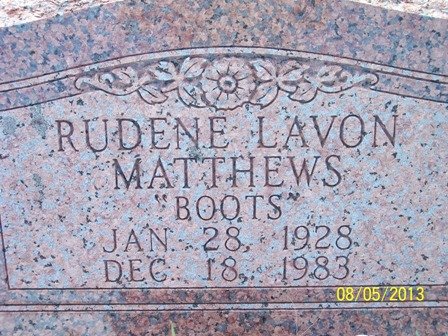 RUDENE LAVON
MATTHEWS
"BOOTS"
JAN. 28, 1928
DEC. 18, 1983
08/05/2013